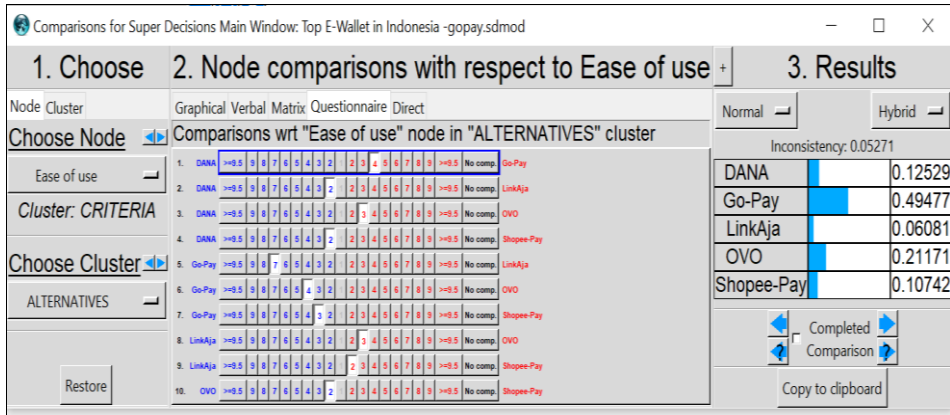 Comparisons for Super Decisions Main Window: Top E-Wallet in Indonesia -gopay.sdmod
1. Choose
2. Node comparisons with respect to Ease of use
+
3. Results
Node Cluster
Graphical Verbal Matrix Questionnaire Direct
Normal
Hybrid
Choose Node
Comparisons wrt "Ease of use" node in "ALTERNATIVES" cluster
Inconsistency: 0.05271
Ease of use
Cluster: CRITERIA
Choose Cluster
ALTERNATIVES
Restore
1. DANA >=9.5 9 8 7 6 5 4 3 2 1 2 3 4 5 6 7 8 9 >=9.5 No comp. Go-Pay
2. DANA >=9.5 9 8 7 6 5 4 3 2 1 2 3 4 5 6 7 8 9 >=9.5 No comp. LinkAja
3. DANA >=9.5 9 8 7 6 5 4 3 2 1 2 3 4 5 6 7 8 9 >=9.5 No comp. OVO
4. DANA >=9.5 9 8 7 6 5 4 3 2 1 2 3 4 5 6 7 8 9 >=9.5 No comp. Shopee-Pay
5. Go-Pay >=9.5 9 8 7 6 5 4 3 2 1 2 3 4 5 6 7 8 9 >=9.5 No comp. LinkAja
6. Go-Pay >=9.5 9 8 7 6 5 4 3 2 1 2 3 4 5 6 7 8 9 >=9.5 No comp. OVO
7. Go-Pay >=9.5 9 8 7 6 5 4 3 2 1 2 3 4 5 6 7 8 9 >=9.5 No comp. Shopee-Pay
8. LinkAja >=9.5 9 8 7 6 5 4 3 2 1 2 3 4 5 6 7 8 9 >=9.5 No comp. OVO
9. LinkAja >=9.5 9 8 7 6 5 4 3 2 1 2 3 4 5 6 7 8 9 >=9.5 No comp. Shopee-Pay
10. OVO >=9.5 9 8 7 6 5 4 3 2 1 2 3 4 5 6 7 8 9 >=9.5 No comp. Shopee-Pay
DANA 0.12529
Go-Pay 0.49477
LinkAja 0.06081
OVO 0.21171
Shopee-Pay 0.10742
Completed
? Comparison ?
Copy to clipboard